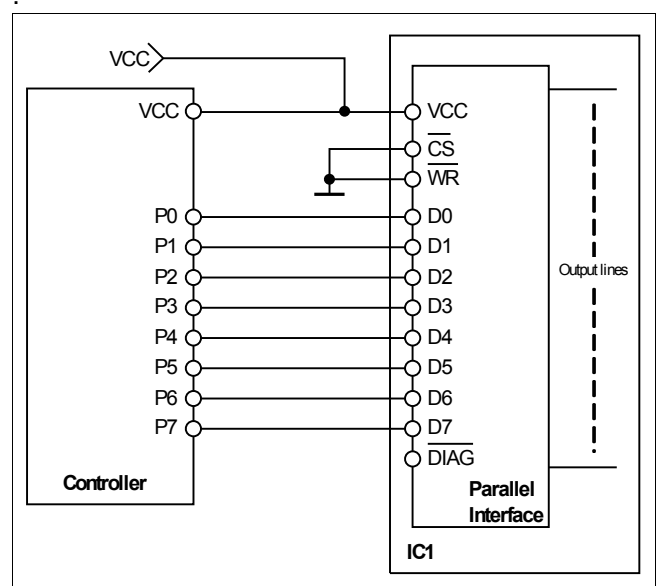 VCC
VCC
P0
P1
P2
P3
P4
P5
P6
P7
Controller
VCC
CS
WR
D0
D1
D2
D3
D4
D5
D6
D7
DIAG
Parallel
Interface
IC1
Output lines